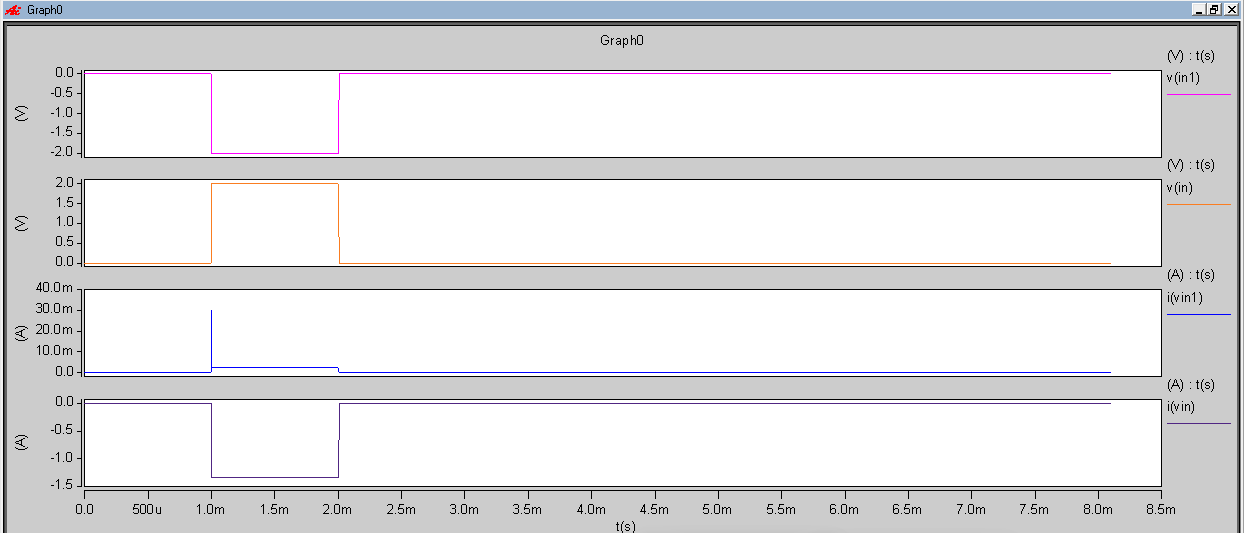 Graph0
Graph0
(V) : t(s)
v(in1)
0.0
-0.5
-1.0
-1.5
-2.0
(V)
(V) : t(s)
v(in)
2.0
1.5
1.0
0.5
0.0
(V)
(A) : t(s)
i(vin1)
40.0m
30.0m
20.0m
10.0m
0.0
(A)
(A) : t(s)
i(vin)
0.0
-0.5
-1.0
-1.5
(A)
0.0 500u 1.0m 1.5m 2.0m 2.5m 3.0m 3.5m 4.0m 4.5m 5.0m 5.5m 6.0m 6.5m 7.0m 7.5m 8.0m 8.5m
t(s)